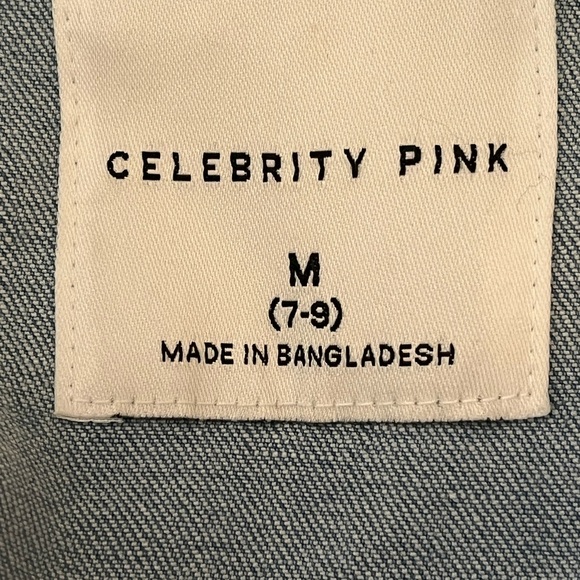 CELEBRITY PINK
M
(7-9)
MADE IN BANGLADESH